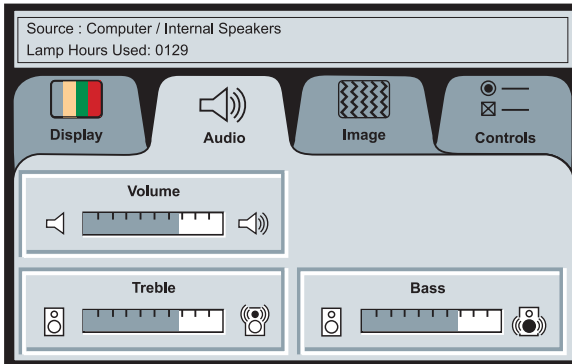 Source : Computer / Internal Speakers
Lamp Hours Used: 0129
Display
Audio
Image
Controls
Volume
Treble
Bass